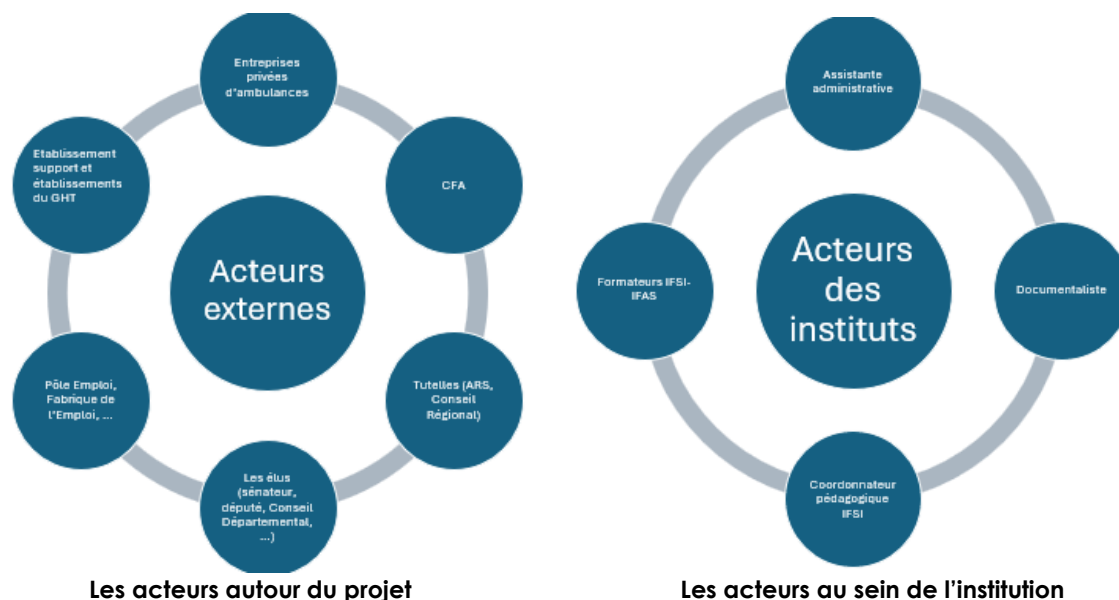 Entreprises
privées
d'ambulances
Etablissement
support et
établissements
du GHT
CFA
Acteurs
externes
Pôle Emploi,
Fabrique de
l'Emploi, ...
Tutelles (ARS,
Conseil
Régional)
Les élus
(sénateur,
député, Conseil
Départemental,
...)
Les acteurs autour du projet
Assistante
administrative
Formateurs IFSI-
IFAS
Acteurs
des
instituts
Documentaliste
Coordonnateur
pédagogique
IFSI
Les acteurs au sein de l'institution